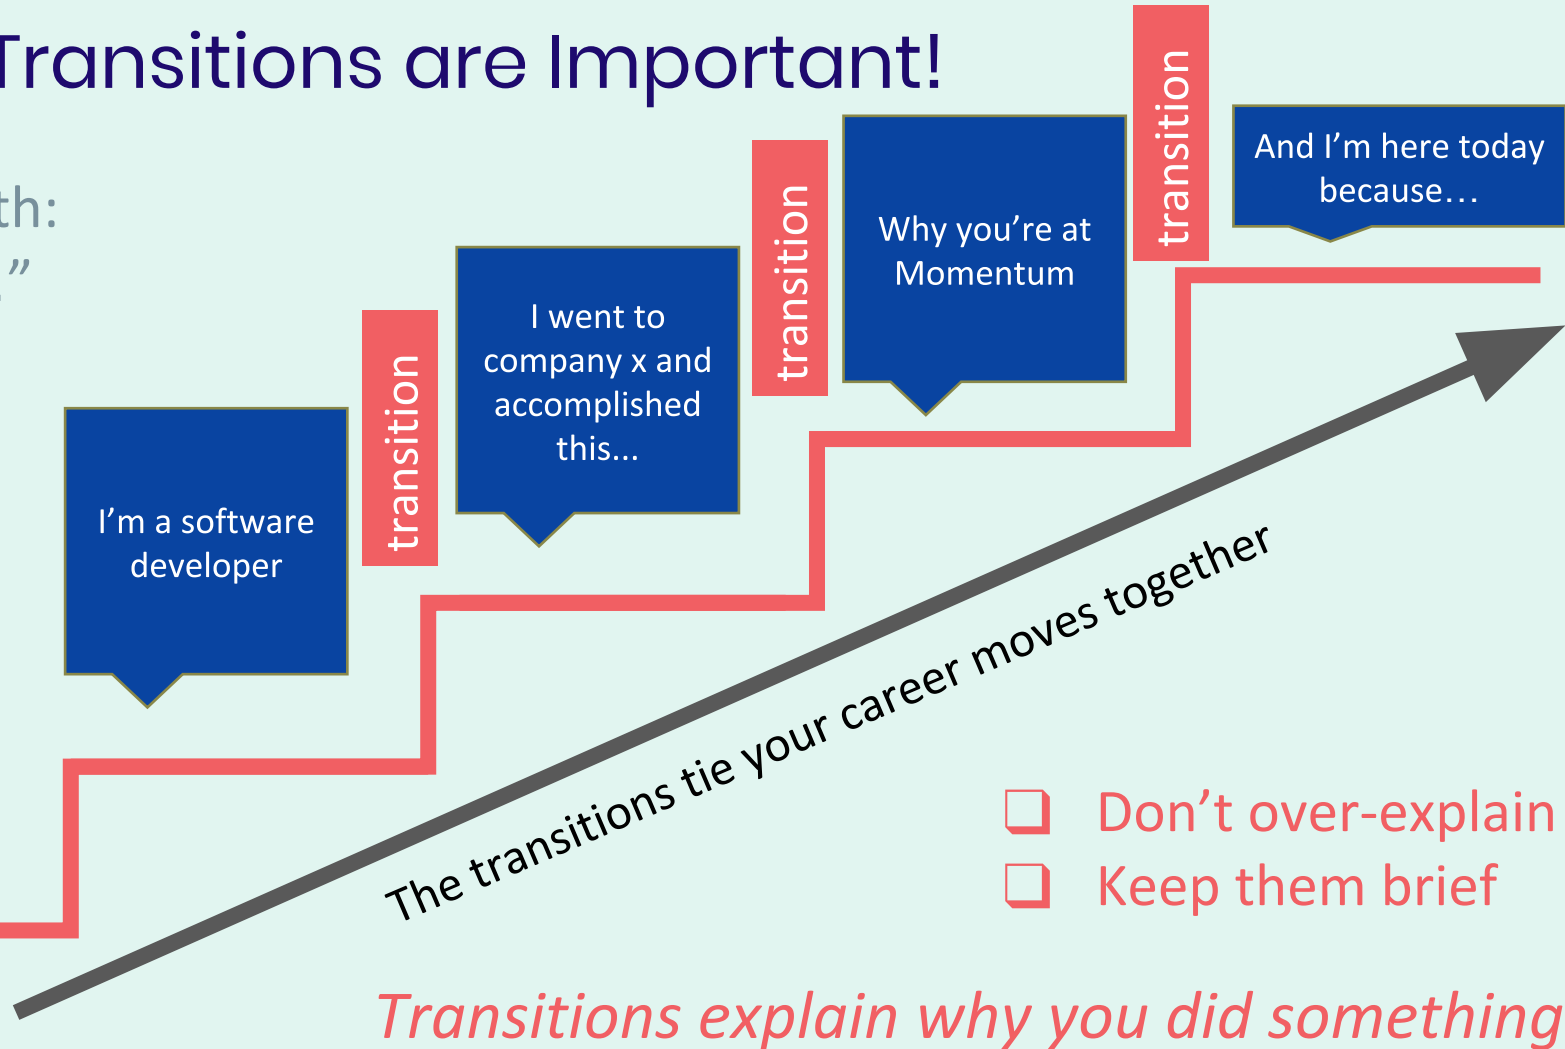 Transitions are Important!
th:
.”
I’m a software
developer
transition
I went to
company x and
accomplished
this...
transition
Why you’re at
Momentum
transition
And I’m here today
because…
The transitions tie your career moves together
❑ Don’t over-explain
❑ Keep them brief
Transitions explain why you did something